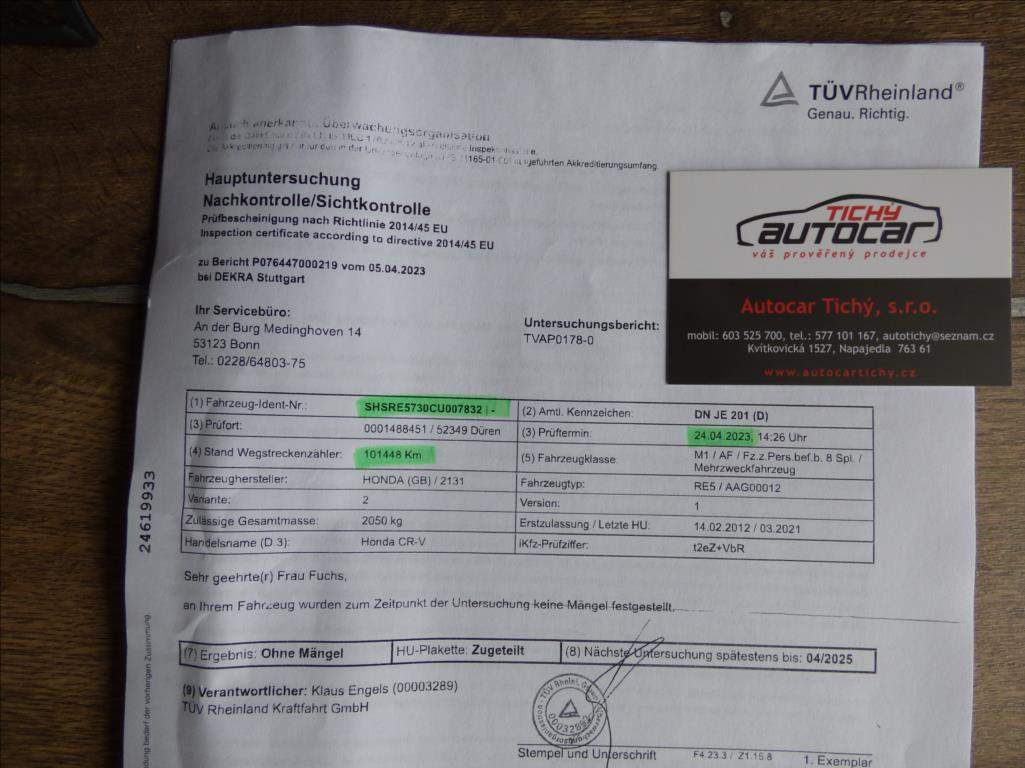 TÜVRheinland®
Genau. Richtig.
Überwachungsorganisation
Hauptuntersuchung
Nachkontrolle/Sichtkontrolle
Prüfbescheinigung nach Richtlinie 2014/45 EU
Inspection certificate according to directive 2014/45 EU
zu Bericht P076447000219 vom 05.04.2023
bei DEKRA Stuttgart
Ihr Servicebüro:
An der Burg Medinghoven 14
53123 Bonn
Tel.: 0228/64803-75
Untersuchungsbericht:
TVAP0178-0
TICHÝ
autocar
váš prověřený prodejce
Autocar Tichý, s.r.o.
mobil: 603 525 700, tel.: 577 101 167, autotichy@seznam.cz
Kvítkovická 1527, Napajedla 763 61
www.autocartichy.cz
(1) Fahrzeug-Ident-Nr.: SHSRE5730CU007832 | - (2) Amtl. Kennzeichen: DN JE 201 (D)
(3) Prüfort: 0001488451 / 52349 Düren (3) Prüftermin: 24.04.2023, 14:26 Uhr
(4) Stand Wegstreckenzähler: 101448 Km (5) Fahrzeugklasse: M1 / AF / Fz.z.Pers.bef.b. 8 Spl. /
Mehrzweckfahrzeug
Fahrzeughersteller: HONDA (GB) / 2131 Fahrzeugtyp: RE5 / AAG00012
Variante: 2 Version: 1
Zulässige Gesamtmasse: 2050 kg Erstzulassung / Letzte HU: 14.02.2012 / 03.2021
Handelsname (D 3): Honda CR-V iKfz-Prüfziffer: t2eZ+VbR
Sehr geehrte(r) Frau Fuchs,
an Ihrem Fahrzeug wurden zum Zeitpunkt der Untersuchung keine Mängel festgestellt.
(7) Ergebnis: Ohne Mängel HU-Plakette: Zugeteilt (8) Nächste Untersuchung spätestens bis: 04/2025
(9) Verantwortlicher: Klaus Engels (00003289)
TÜV Rheinland Kraftfahrt GmbH
Stempel und Unterschrift F4.23.3 / Z1.15.8 1. Exemplar
24619933
bedarf der vorherigen Zustimmung